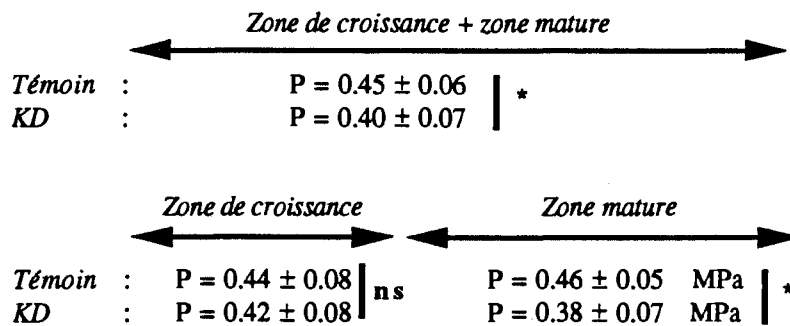 Zone de croissance + zone mature
Témoin : P = 0.45 ± 0.06 *
KD : P = 0.40 ± 0.07
Zone de croissance Zone mature
Témoin : P = 0.44 ± 0.08 ns P = 0.46 ± 0.05 MPa *
KD : P = 0.42 ± 0.08 P = 0.38 ± 0.07 MPa